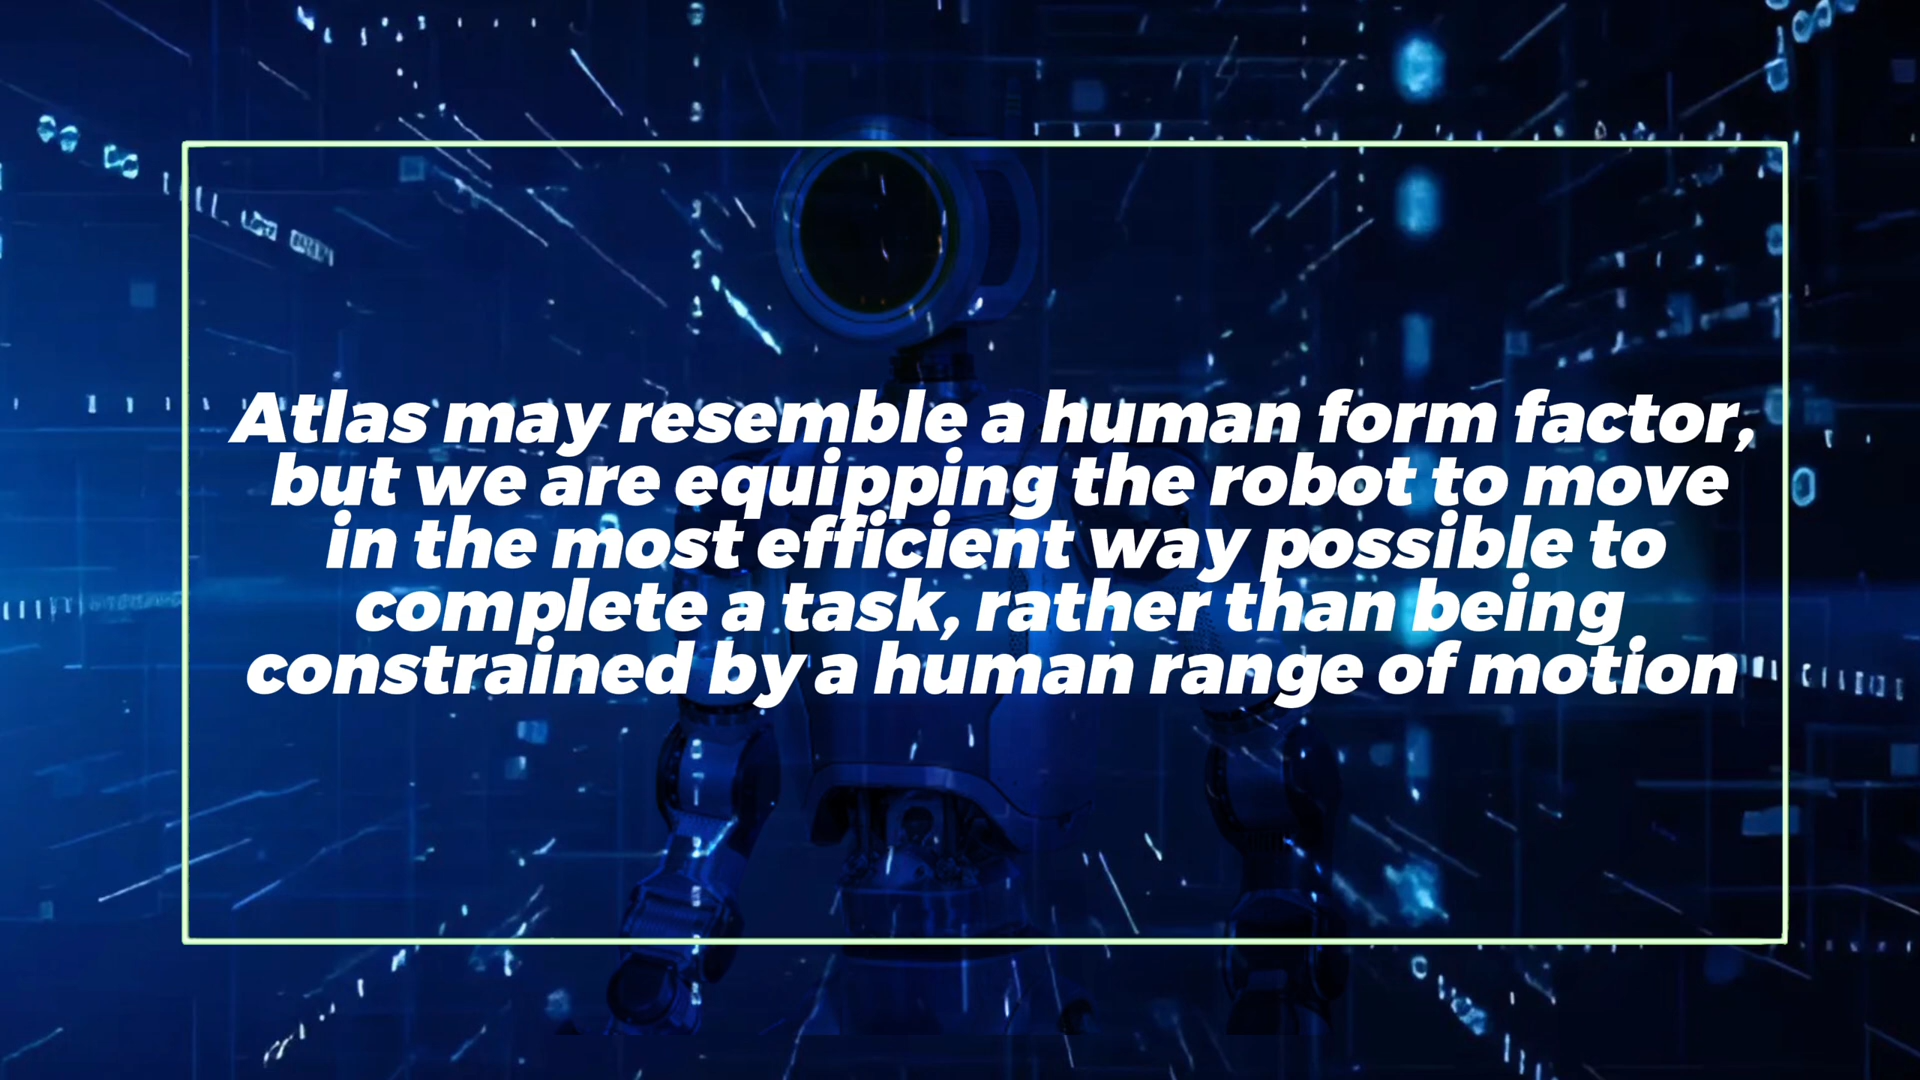 Atlas may resemble a human form factor,
but we are equipping the robot to move
in the most efficient way possible to
complete a task, rather than being
constrained by a human range of motion